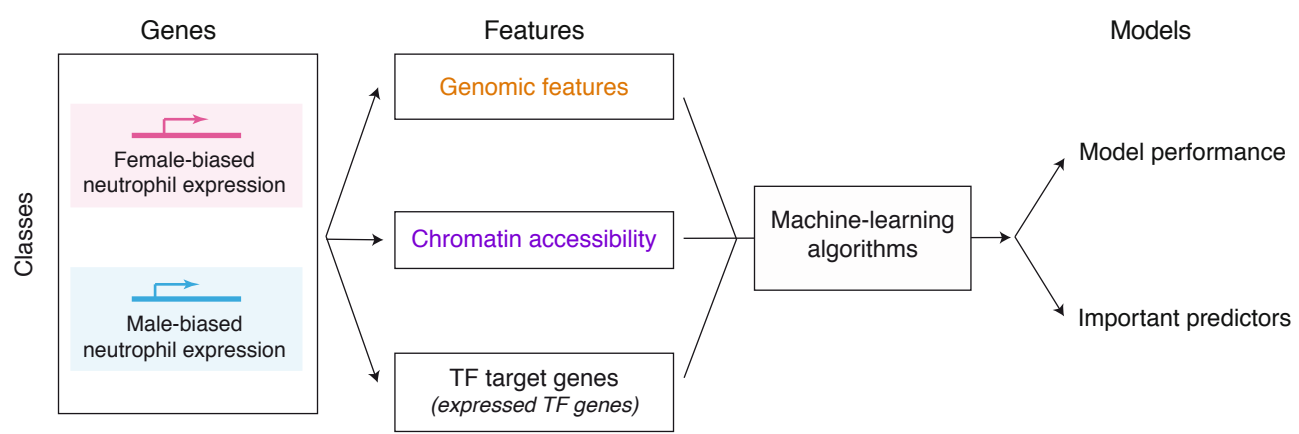 Genes
Features
Models
Classes
Female-biased
neutrophil expression
Male-biased
neutrophil expression
Genomic features
Chromatin accessibility
TF target genes
(expressed TF genes)
Machine-learning
algorithms
Model performance
Important predictors